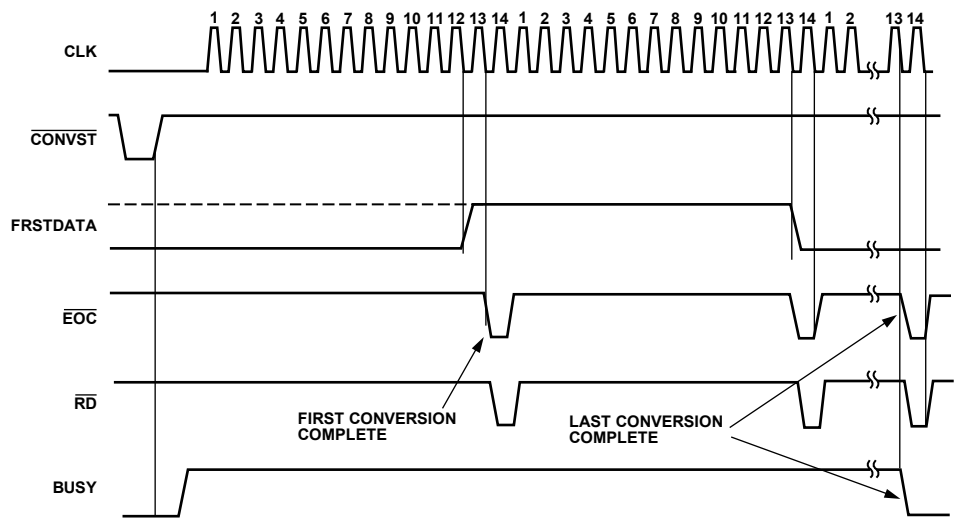 1 2 3 4 5 6 7 8 9 10 11 12 13 14 1 2 3 4 5 6 7 8 9 10 11 12 13 14 1 2 13 14
CLK
CONVST
FRSTDATA
EOC
RD
FIRST CONVERSION
COMPLETE
LAST CONVERSION
COMPLETE
BUSY